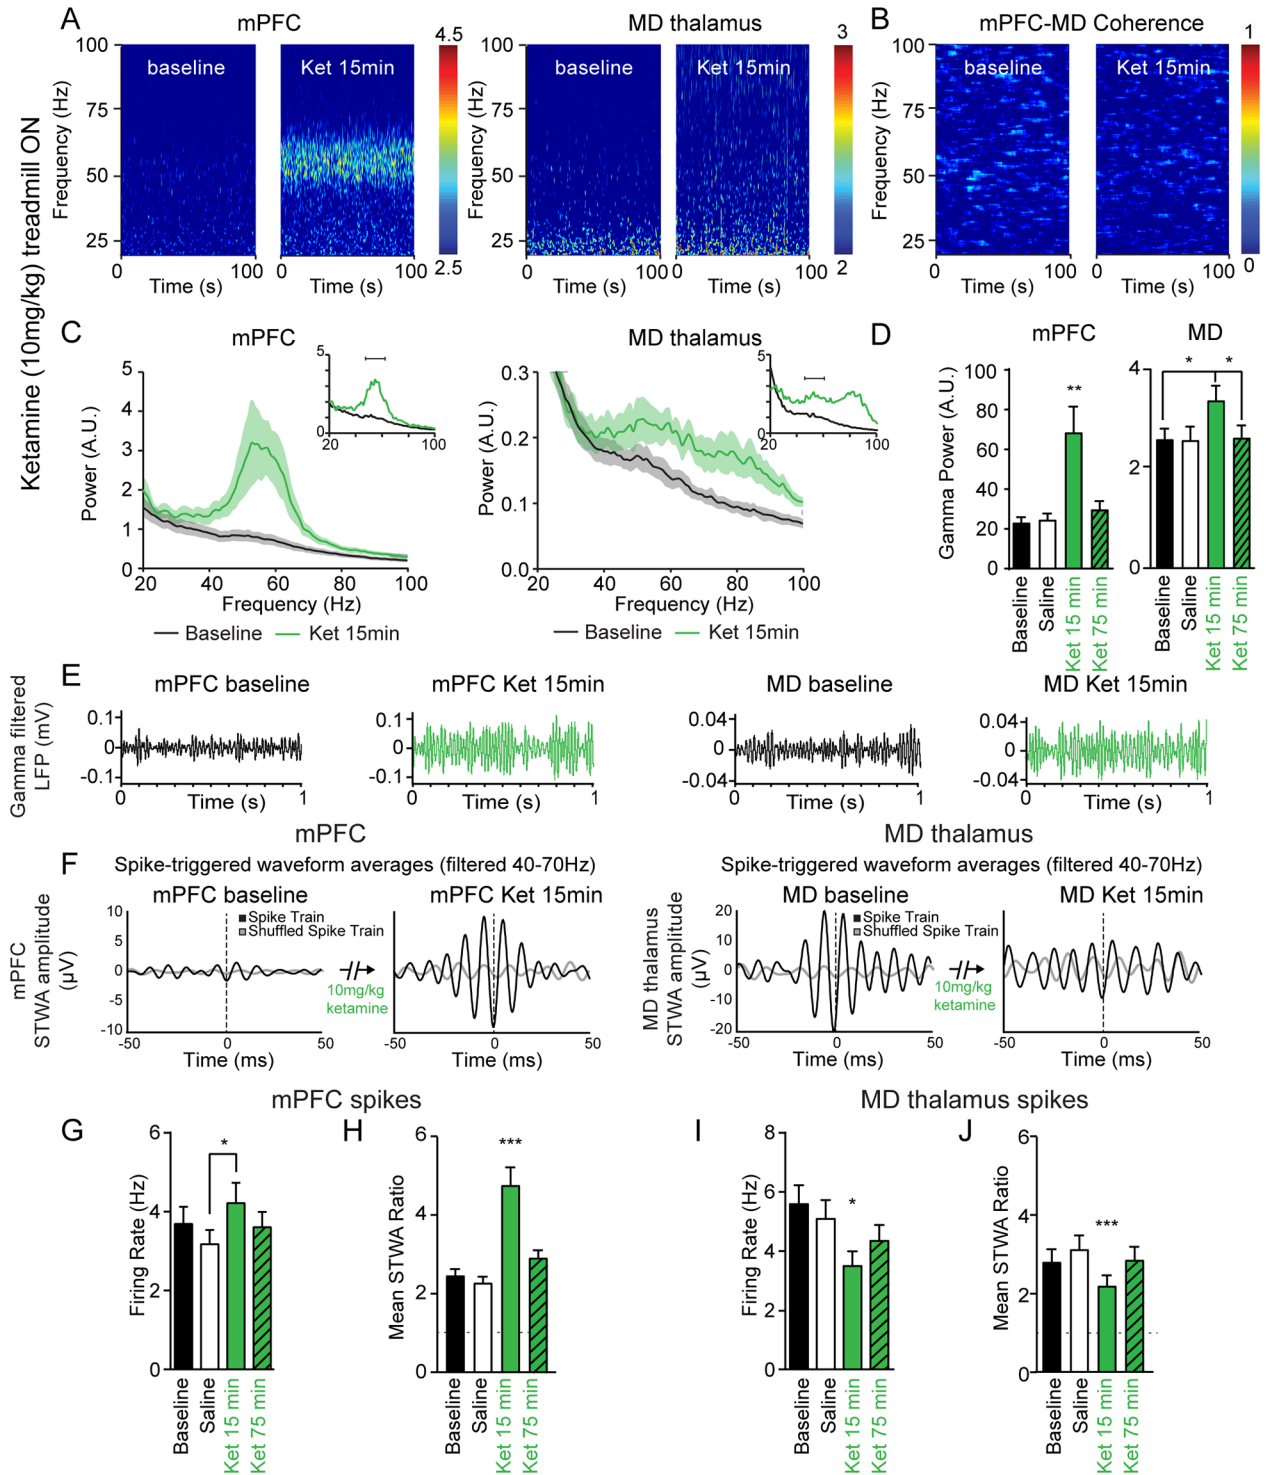 Ketamine (10mg/kg) treadmill ON
A
mPFC
MD thalamus
B
mPFC-MD Coherence
Frequency (Hz)
100
75
50
25
baseline
Ket 15min
0
100
0
100
Time (s)
Time (s)
4.5
2.5
Frequency (Hz)
100
75
50
25
baseline
Ket 15min
0
100
0
100
Time (s)
Time (s)
3
2
Frequency (Hz)
100
75
50
25
baseline
Ket 15min
0
100
0
100
Time (s)
Time (s)
1
0
C
mPFC
Power (A.U.)
5
4
3
2
1
0
20
40
60
80
100
Frequency (Hz)
5
0
20
100
Baseline
Ket 15min
MD thalamus
Power (A.U.)
0.3
0.2
0.1
0.0
20
40
60
80
100
Frequency (Hz)
5
0
20
100
Baseline
Ket 15min
D
mPFC
MD
Gamma Power (A.U.)
100
80
60
40
20
0
**
Baseline
Saline
Ket 15 min
Ket 75 min
4
2
0
*
*
Baseline
Saline
Ket 15 min
Ket 75 min
E
Gamma filtered
LFP (mV)
mPFC baseline
0.1
0
-0.1
0
1
Time (s)
mPFC Ket 15min
0.1
0
-0.1
0
1
Time (s)
MD baseline
0.04
0
-0.04
0
1
Time (s)
MD Ket 15min
0.04
0
-0.04
0
1
Time (s)
F
mPFC
Spike-triggered waveform averages (filtered 40-70Hz)
mPFC baseline
mPFC Ket 15min
mPFC
STWA amplitude
(µV)
10
5
0
-5
-10
Spike Train
Shuffled Spike Train
-50
0
50
Time (ms)
10mg/kg
ketamine
-50
0
50
Time (ms)
MD thalamus
Spike-triggered waveform averages (filtered 40-70Hz)
MD baseline
MD Ket 15min
MD thalamus
STWA amplitude
(µV)
20
10
0
-10
-20
Spike Train
Shuffled Spike Train
-50
0
50
Time (ms)
10mg/kg
ketamine
-50
0
50
Time (ms)
mPFC spikes
G
Firing Rate (Hz)
6
4
2
0
*
Baseline
Saline
Ket 15 min
Ket 75 min
H
Mean STWA Ratio
6
4
2
0
***
Baseline
Saline
Ket 15 min
Ket 75 min
MD thalamus spikes
I
Firing Rate (Hz)
8
6
4
2
0
*
Baseline
Saline
Ket 15 min
Ket 75 min
J
Mean STWA Ratio
6
4
2
0
***
Baseline
Saline
Ket 15 min
Ket 75 min